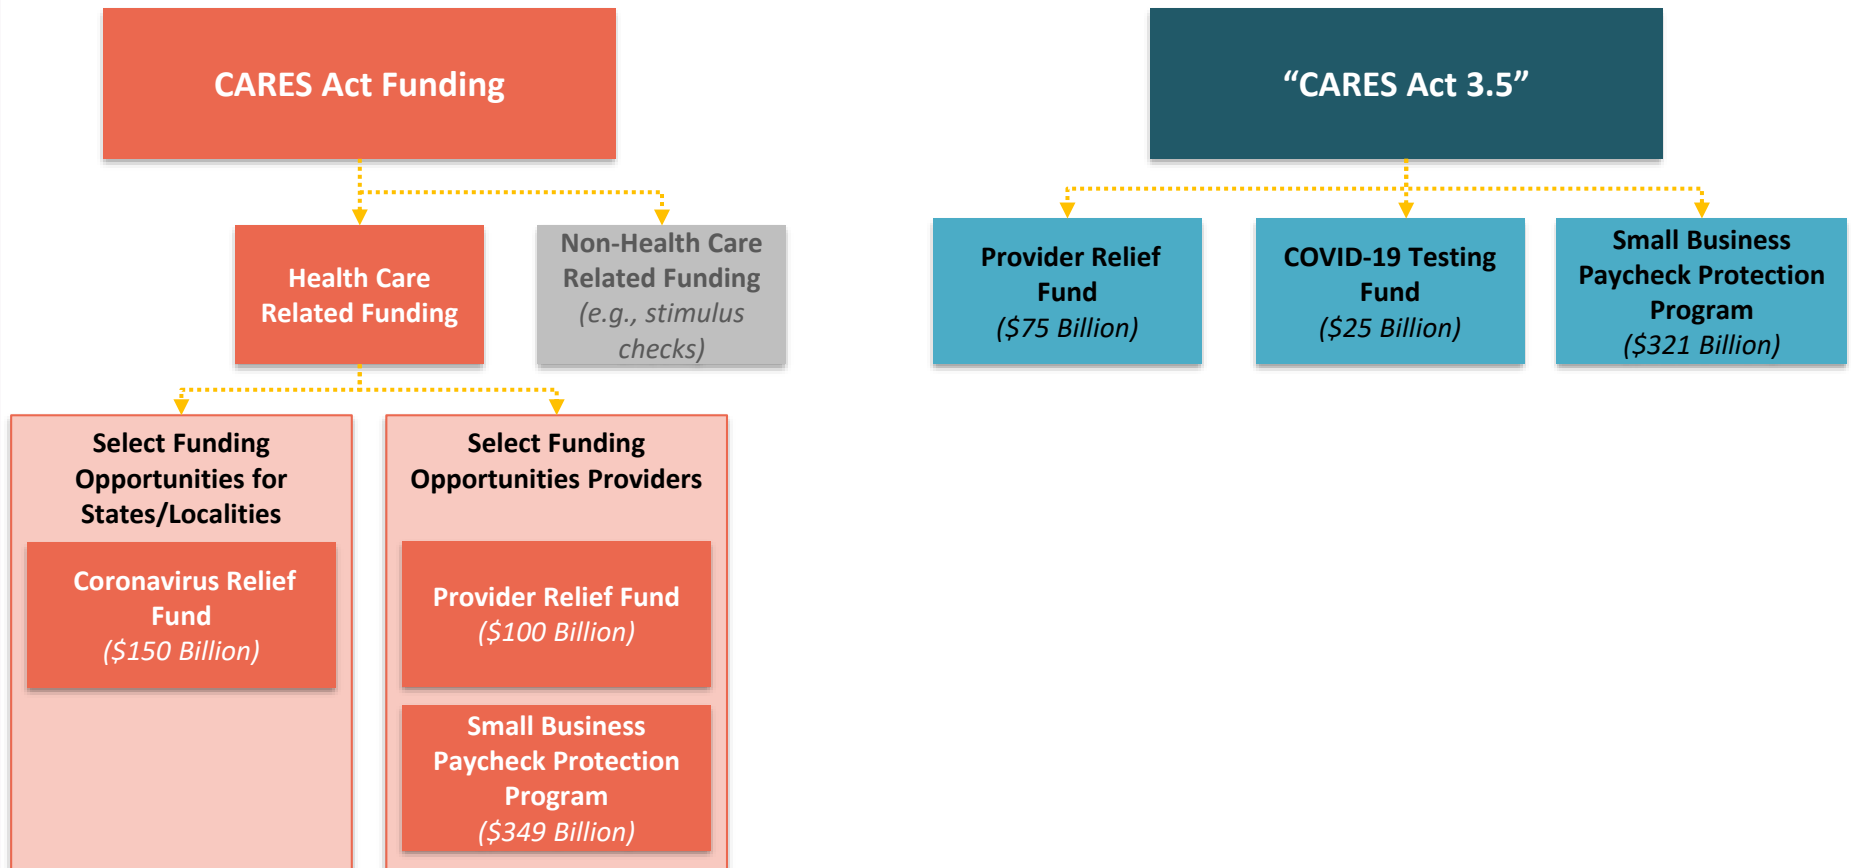 CARES Act Funding
Health Care
Related Funding
Non-Health Care
Related Funding
(e.g., stimulus
checks)
Select Funding
Opportunities for
States/Localities
Coronavirus Relief
Fund
($150 Billion)
Select Funding
Opportunities Providers
Provider Relief Fund
($100 Billion)
Small Business
Paycheck Protection
Program
($349 Billion)
“CARES Act 3.5”
Provider Relief
Fund
($75 Billion)
COVID-19 Testing
Fund
($25 Billion)
Small Business
Paycheck Protection
Program
($321 Billion)